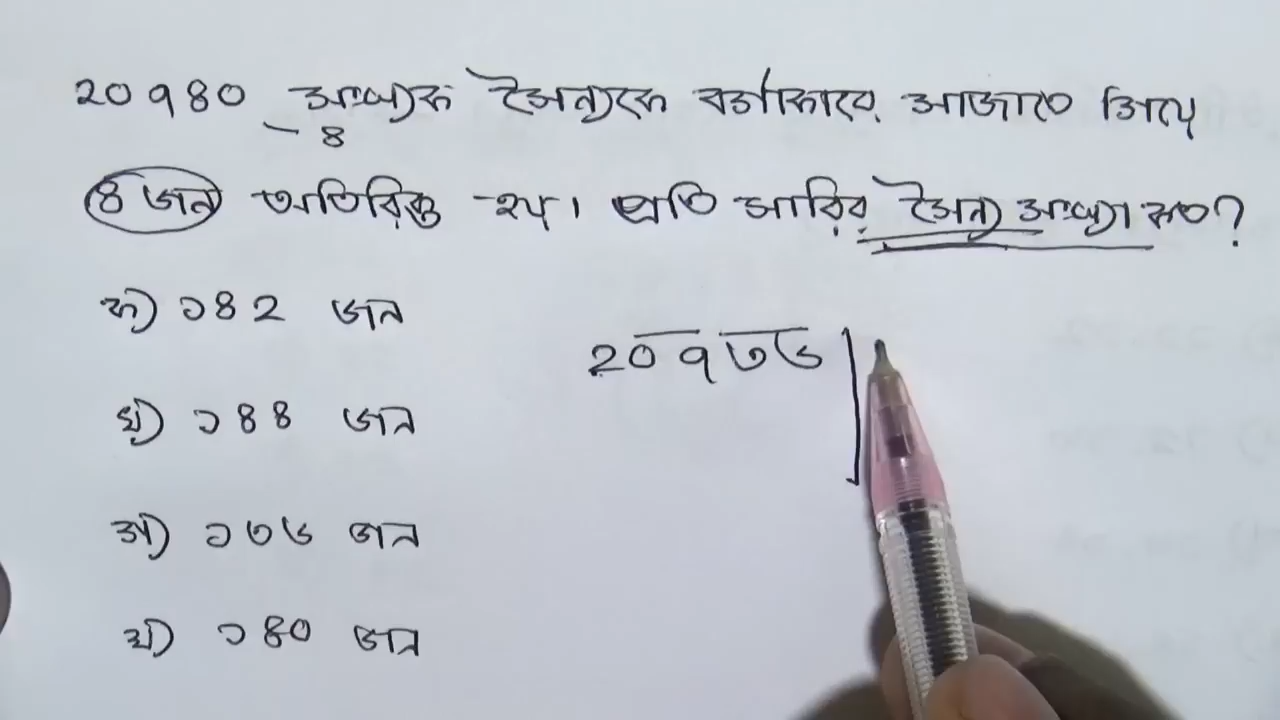 ২০৭৪০ সংখ্যক সৈন্যকে বর্গাকারে সাজাতে গিয়ে
– ৪
৪ জন অতিরিক্ত হয়। প্রতি সারির সৈন্য সংখ্যা কত?
ক) ১৪২ জন
২০৭৩৬
খ) ১৪৪ জন
গ) ১৩৬ জন
ঘ) ১৪০ জন